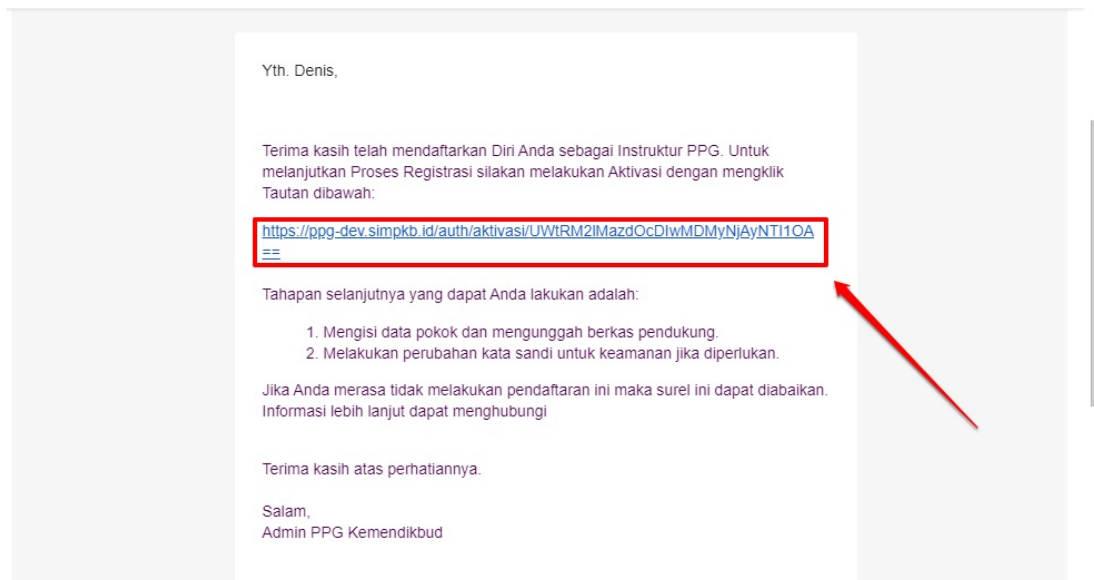 Yth. Denis,
Terima kasih telah mendaftarkan Diri Anda sebagai Instruktur PPG. Untuk
melanjutkan Proses Registrasi silakan melakukan Aktivasi dengan mengklik
Tautan dibawah:
https://ppg-dev.simpkb.id/auth/aktivasi/UWtRM2lMazdOcDIwMDMyNjAyNTI1OA
==
Tahapan selanjutnya yang dapat Anda lakukan adalah:
1. Mengisi data pokok dan mengunggah berkas pendukung.
2. Melakukan perubahan kata sandi untuk keamanan jika diperlukan.
Jika Anda merasa tidak melakukan pendaftaran ini maka surel ini dapat diabaikan.
Informasi lebih lanjut dapat menghubungi
Terima kasih atas perhatiannya.
Salam,
Admin PPG Kemendikbud